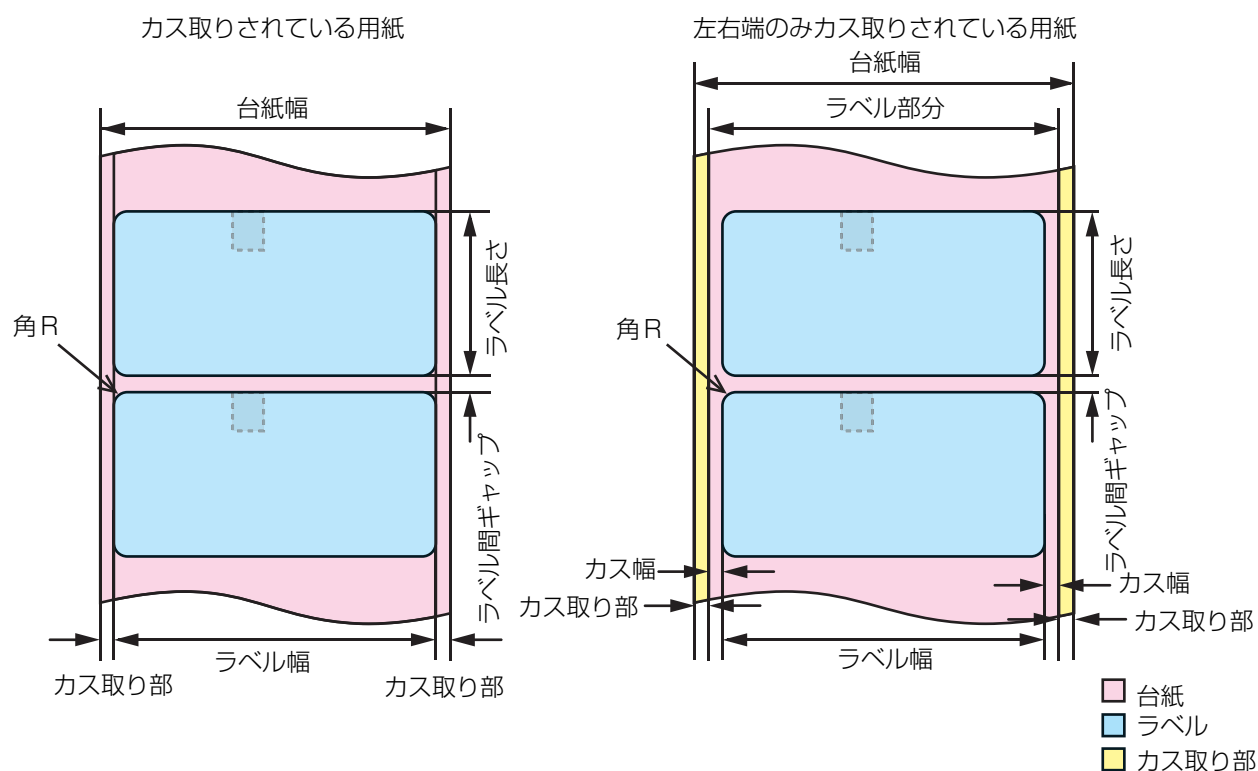 カス取りされている用紙
台紙幅
ラベル長さ
角R
ラベル間ギャップ
ラベル幅
カス取り部
カス取り部
左右端のみカス取りされている用紙
台紙幅
ラベル部分
ラベル長さ
角R
ラベル間ギャップ
カス幅
カス幅
カス取り部
カス取り部
ラベル幅
台紙
ラベル
カス取り部